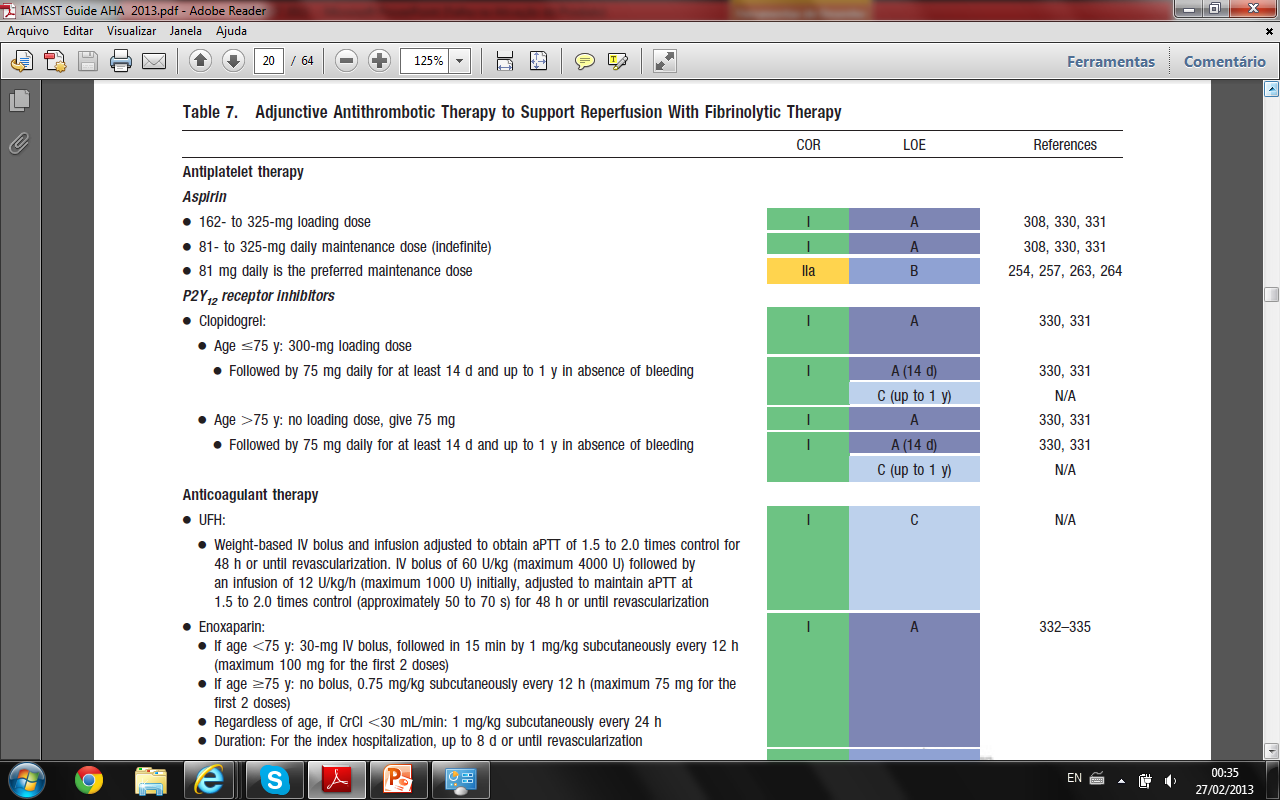 IAMSST Guide AHA 2013.pdf - Adobe Reader
Arquivo Editar Visualizar Janela Ajuda
20 / 64 125% Ferramentas Comentário
Table 7. Adjunctive Antithrombotic Therapy to Support Reperfusion With Fibrinolytic Therapy
COR LOE References
Antiplatelet therapy
Aspirin
● 162- to 325-mg loading dose I A 308, 330, 331
● 81- to 325-mg daily maintenance dose (indefinite) I A 308, 330, 331
● 81 mg daily is the preferred maintenance dose IIa B 254, 257, 263, 264
P2Y12 receptor inhibitors
● Clopidogrel: I A 330, 331
● Age ≤75 y: 300-mg loading dose
● Followed by 75 mg daily for at least 14 d and up to 1 y in absence of bleeding I A (14 d) 330, 331
C (up to 1 y) N/A
● Age >75 y: no loading dose, give 75 mg I A 330, 331
● Followed by 75 mg daily for at least 14 d and up to 1 y in absence of bleeding I A (14 d) 330, 331
C (up to 1 y) N/A
Anticoagulant therapy
● UFH: I C N/A
● Weight-based IV bolus and infusion adjusted to obtain aPTT of 1.5 to 2.0 times control for
48 h or until revascularization. IV bolus of 60 U/kg (maximum 4000 U) followed by
an infusion of 12 U/kg/h (maximum 1000 U) initially, adjusted to maintain aPTT at
1.5 to 2.0 times control (approximately 50 to 70 s) for 48 h or until revascularization
● Enoxaparin: I A 332–335
● If age <75 y: 30-mg IV bolus, followed in 15 min by 1 mg/kg subcutaneously every 12 h
(maximum 100 mg for the first 2 doses)
● If age ≥75 y: no bolus, 0.75 mg/kg subcutaneously every 12 h (maximum 75 mg for the
first 2 doses)
● Regardless of age, if CrCl <30 mL/min: 1 mg/kg subcutaneously every 24 h
● Duration: For the index hospitalization, up to 8 d or until revascularization
EN 00:35
27/02/2013